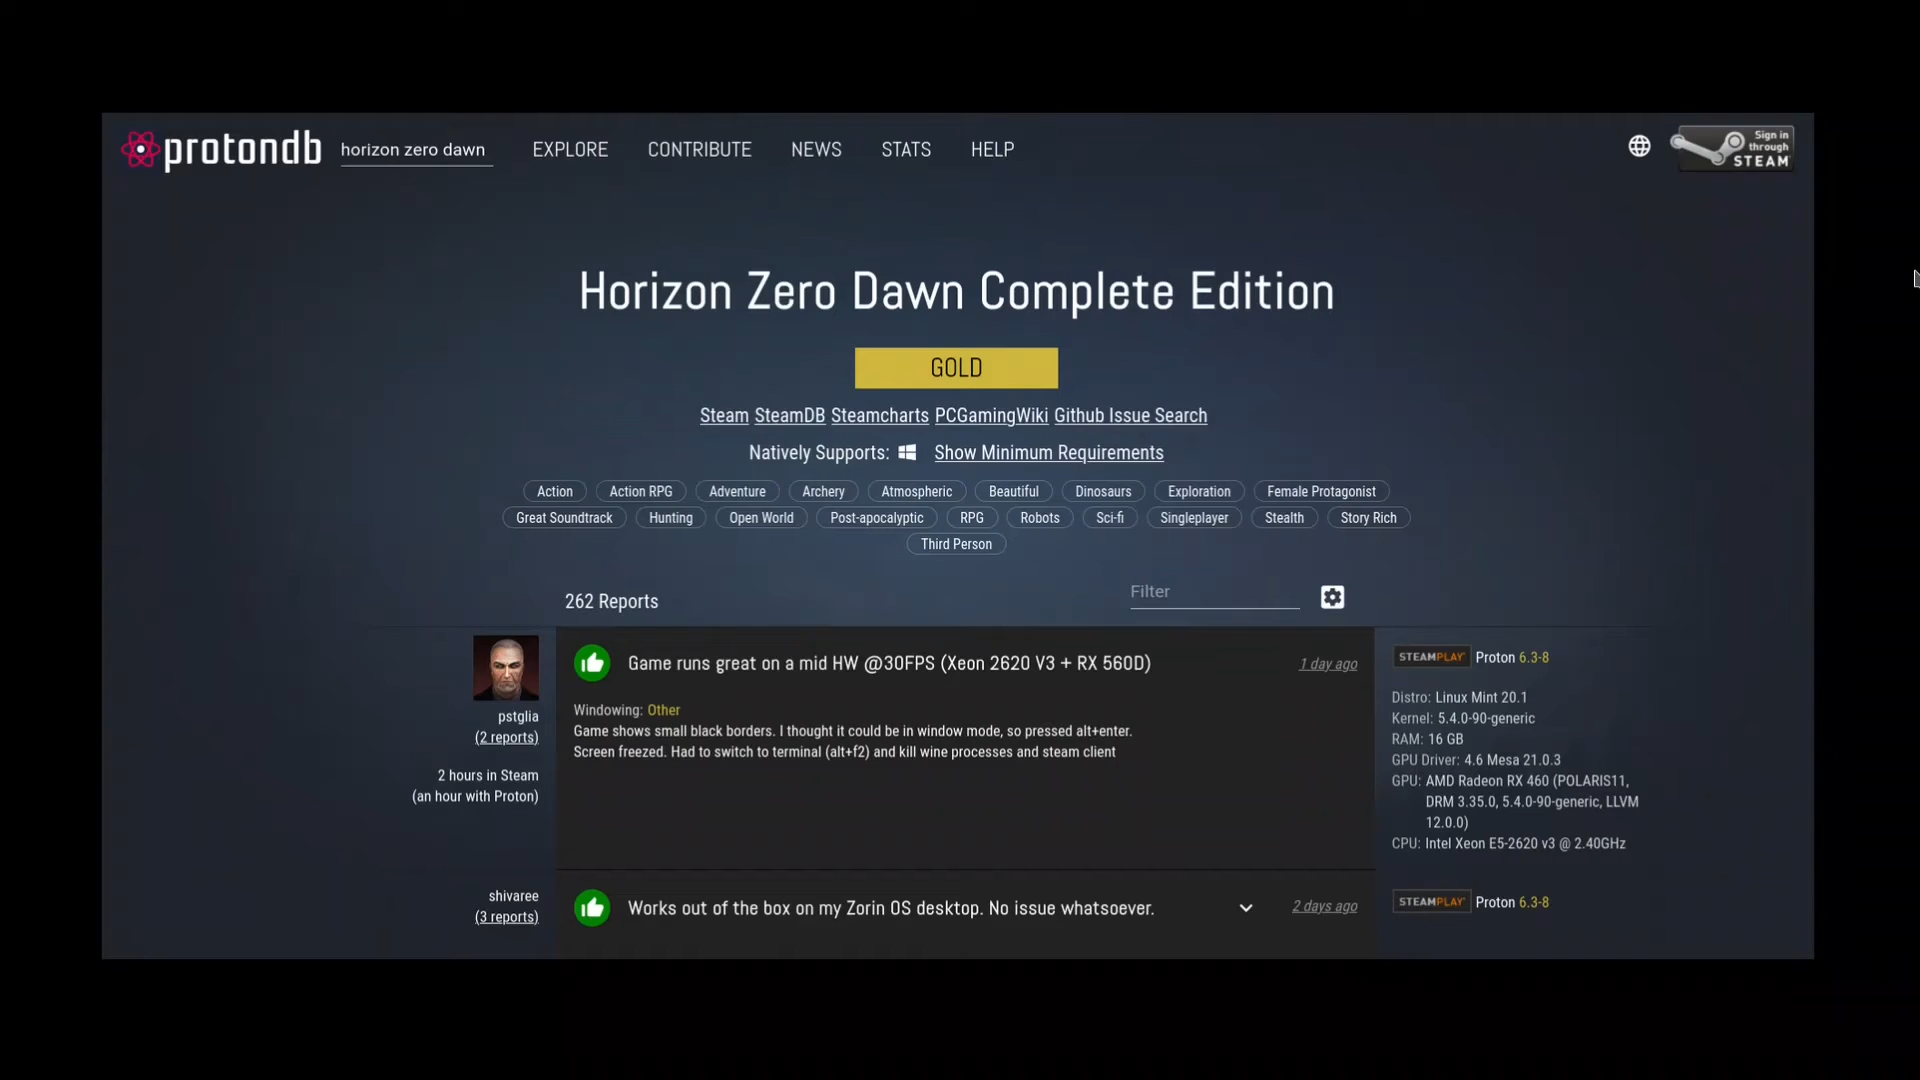 protondb horizon zero dawn EXPLORE CONTRIBUTE NEWS STATS HELP
Sign in
through
STEAM
Horizon Zero Dawn Complete Edition
GOLD
Steam SteamDB Steamcharts PCGamingWiki Github Issue Search
Natively Supports: Show Minimum Requirements
Action Action RPG Adventure Archery Atmospheric Beautiful Dinosaurs Exploration Female Protagonist
Great Soundtrack Hunting Open World Post-apocalyptic RPG Robots Sci-fi Singleplayer Stealth Story Rich
Third Person
262 Reports
Filter
pstglia
(2 reports)
2 hours in Steam
(an hour with Proton)
Game runs great on a mid HW @30FPS (Xeon 2620 V3 + RX 560D)
1 day ago
Windowing: Other
Game shows small black borders. I thought it could be in window mode, so pressed alt+enter.
Screen freezed. Had to switch to terminal (alt+f2) and kill wine processes and steam client
STEAMPLAY Proton 6.3-8
Distro: Linux Mint 20.1
Kernel: 5.4.0-90-generic
RAM: 16 GB
GPU Driver: 4.6 Mesa 21.0.3
GPU: AMD Radeon RX 460 (POLARIS11,
DRM 3.35.0, 5.4.0-90-generic, LLVM
12.0.0)
CPU: Intel Xeon E5-2620 v3 @ 2.40GHz
shivaree
(3 reports)
Works out of the box on my Zorin OS desktop. No issue whatsoever.
2 days ago
STEAMPLAY Proton 6.3-8